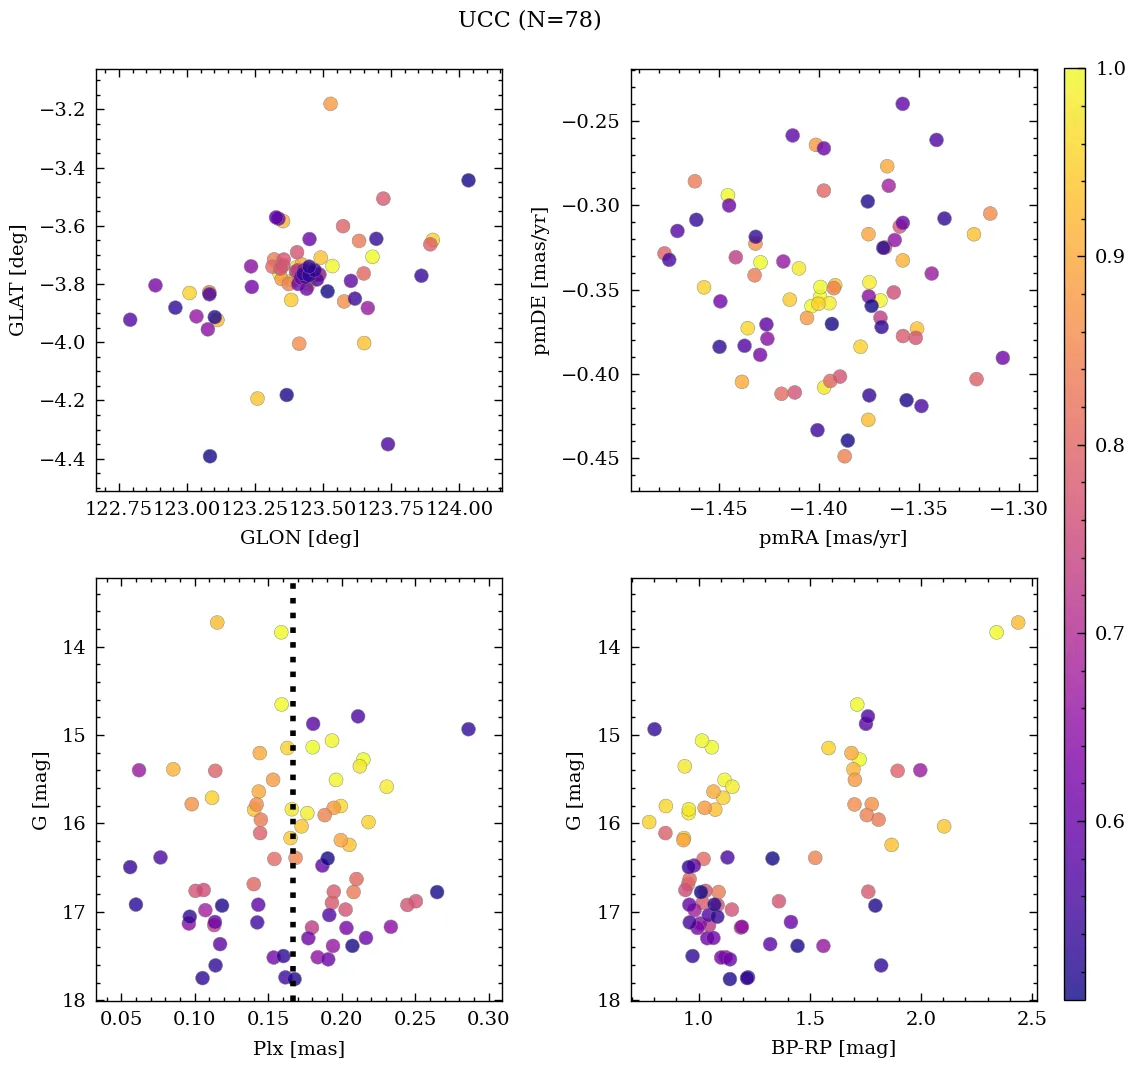 UCC (N=78)
−3.2
−3.4
−3.6
−3.8
−4.0
−4.2
−4.4
GLAT [deg]
122.75 123.00 123.25 123.50 123.75 124.00
GLON [deg]
−0.25
−0.30
−0.35
−0.40
−0.45
pmDE [mas/yr]
−1.45 −1.40 −1.35 −1.30
pmRA [mas/yr]
14
15
16
17
18
G [mag]
0.05 0.10 0.15 0.20 0.25 0.30
Plx [mas]
14
15
16
17
18
G [mag]
1.0 1.5 2.0 2.5
BP-RP [mag]
1.0
0.9
0.8
0.7
0.6